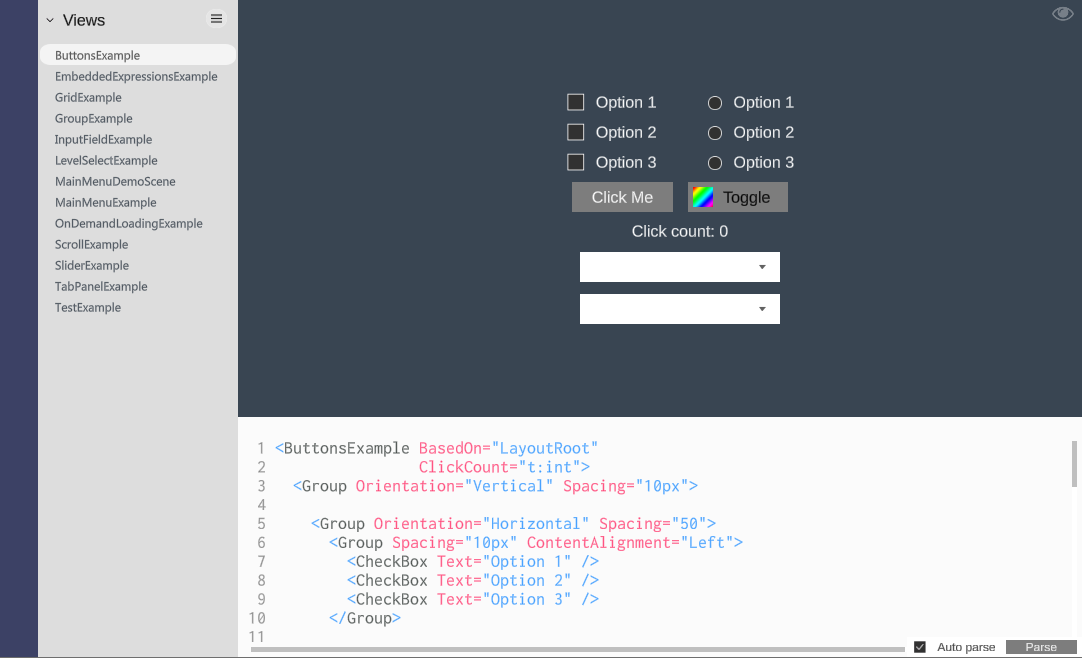 Views
ButtonsExample
EmbeddedExpressionsExample
GridExample
GroupExample
InputFieldExample
LevelSelectExample
MainMenuDemoScene
MainMenuExample
OnDemandLoadingExample
ScrollExample
SliderExample
TabPanelExample
TestExample
Option 1 Option 1
Option 2 Option 2
Option 3 Option 3
Click Me Toggle
Click count: 0
1 <ButtonsExample BasedOn="LayoutRoot"
2 ClickCount="t:int">
3 <Group Orientation="Vertical" Spacing="10px">
4
5 <Group Orientation="Horizontal" Spacing="50">
6 <Group Spacing="10px" ContentAlignment="Left">
7 <CheckBox Text="Option 1" />
8 <CheckBox Text="Option 2" />
9 <CheckBox Text="Option 3" />
10 </Group>
11
Auto parse Parse